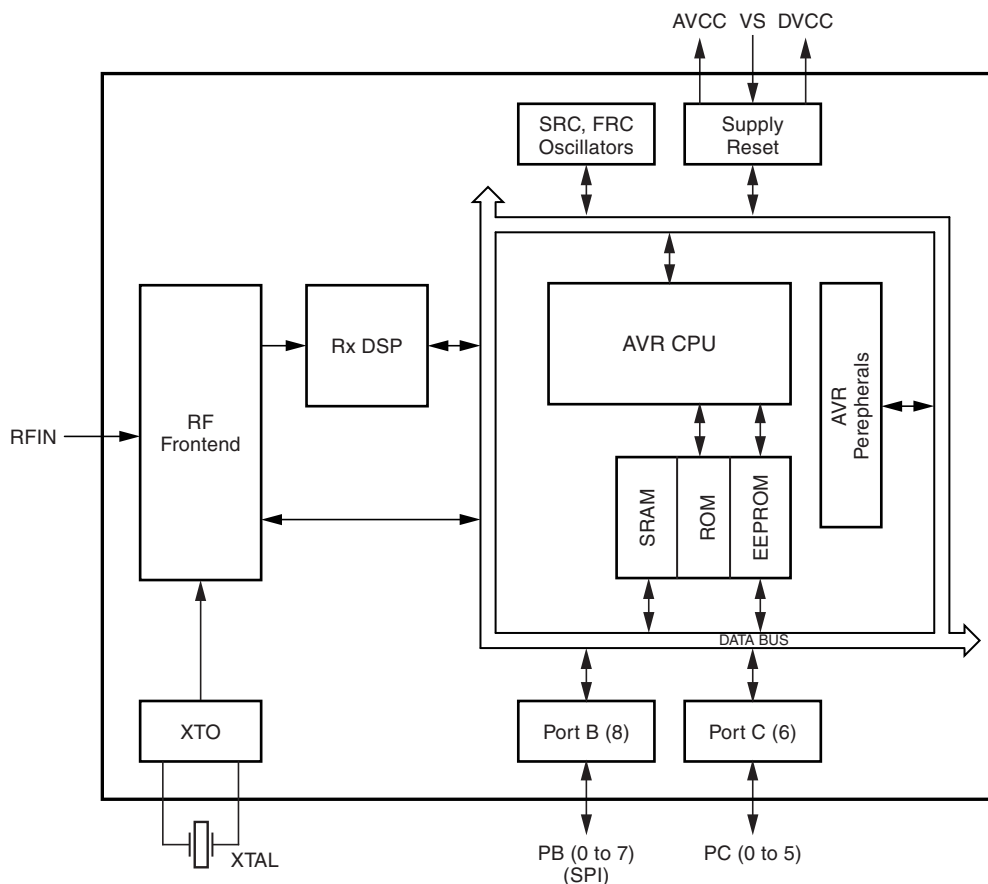 AVCC VS DVCC
SRC, FRC
Oscillators
Supply
Reset
Rx DSP
AVR CPU
AVR
Perepherals
RF
Frontend
RFIN
SRAM
ROM
EEPROM
DATA BUS
XTO
Port B (8)
Port C (6)
XTAL
PB (0 to 7)
(SPI)
PC (0 to 5)